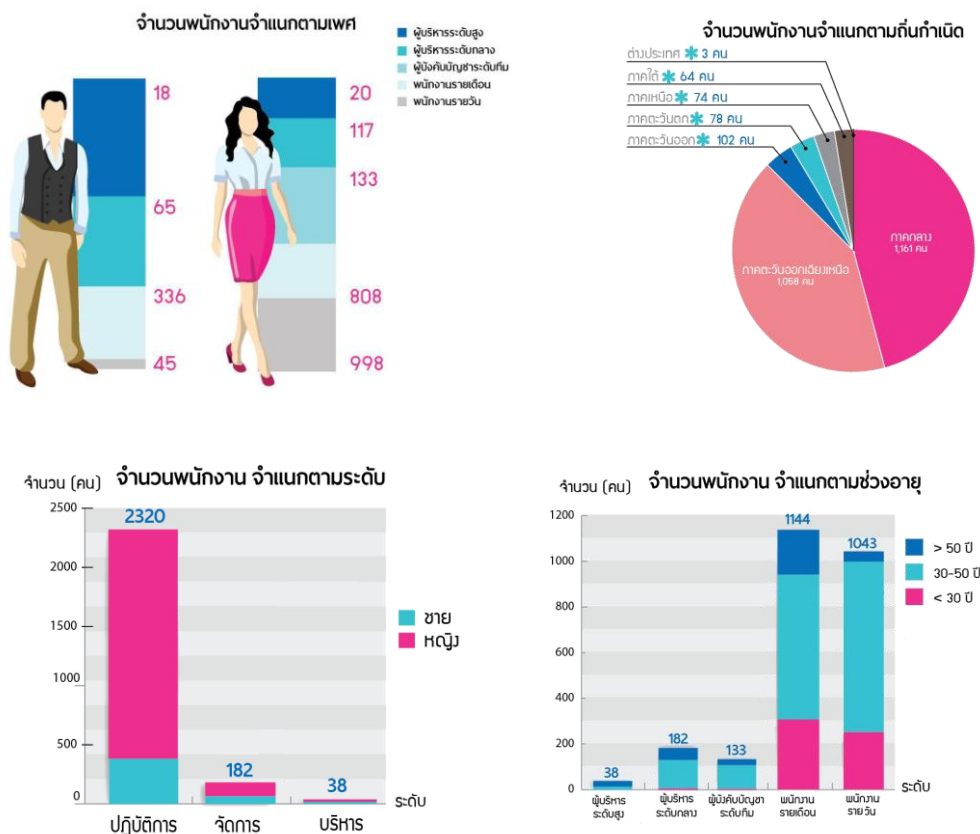 จำนวนพนักงานจำแนกตามเพศ
ผู้บริหารระดับสูง
ผู้บริหารระดับกลาง
ผู้บังคับบัญชาระดับทีม
พนักงานรายเดือน
พนักงานรายวัน
18
65
336
45
20
117
133
808
998
จำนวนพนักงานจำแนกตามถิ่นกำเนิด
ต่างประเทศ * 3 คน
ภาคใต้ * 64 คน
ภาคเหนือ * 74 คน
ภาคตะวันตก * 78 คน
ภาคตะวันออก * 102 คน
ภาคกลาง
1,161 คน
ภาคตะวันออกเฉียงเหนือ
1,058 คน
จำนวน (คน) จำนวนพนักงาน จำแนกตามระดับ
2500
2000
1500
1000
500
0
2320
182
38
ระดับ
ปฏิบัติการ จัดการ บริหาร
ชาย
หญิง
จำนวน (คน) จำนวนพนักงาน จำแนกตามช่วงอายุ
1200
1000
800
600
400
200
0
38
182
133
1144
1043
ระดับ
ผู้บริหาร
ระดับสูง
ผู้บริหาร
ระดับกลาง
ผู้บังคับบัญชา
ระดับทีม
พนักงาน
รายเดือน
พนักงาน
รายวัน
> 50 ปี
30-50 ปี
< 30 ปี